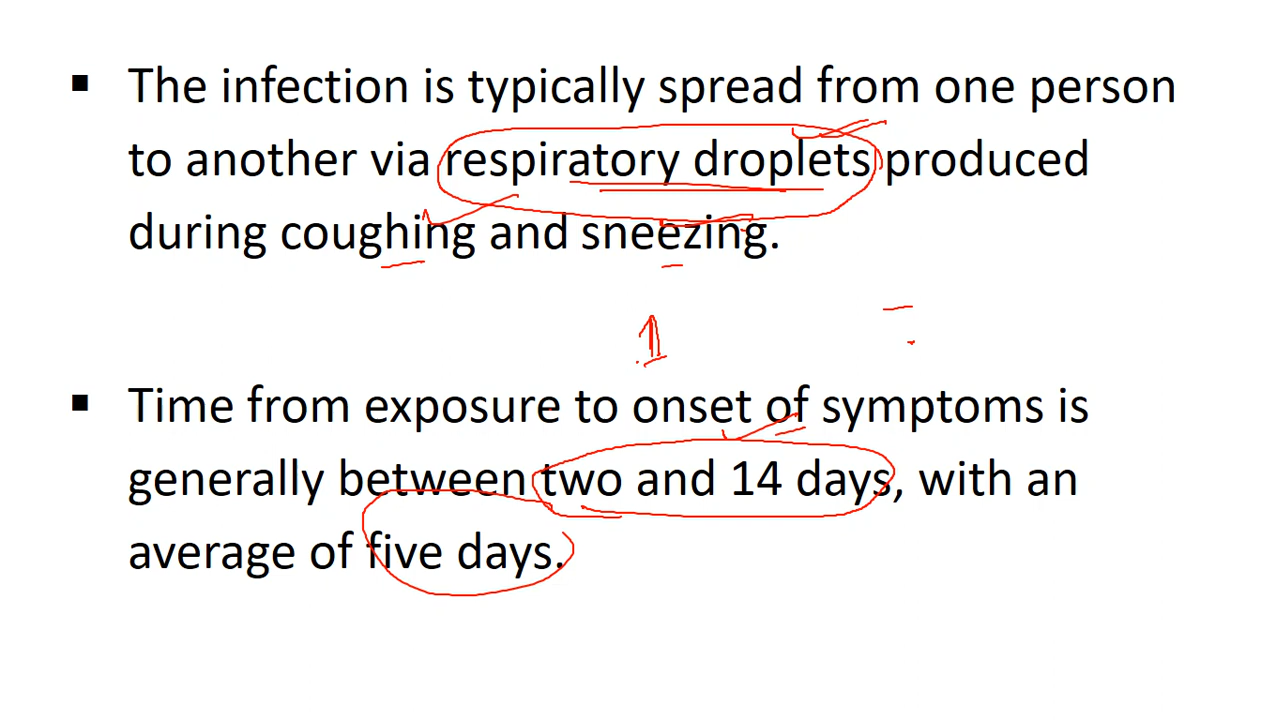 ▪ The infection is typically spread from one person
to another via respiratory droplets produced
during coughing and sneezing.
▪ Time from exposure to onset of symptoms is
generally between two and 14 days, with an
average of five days.